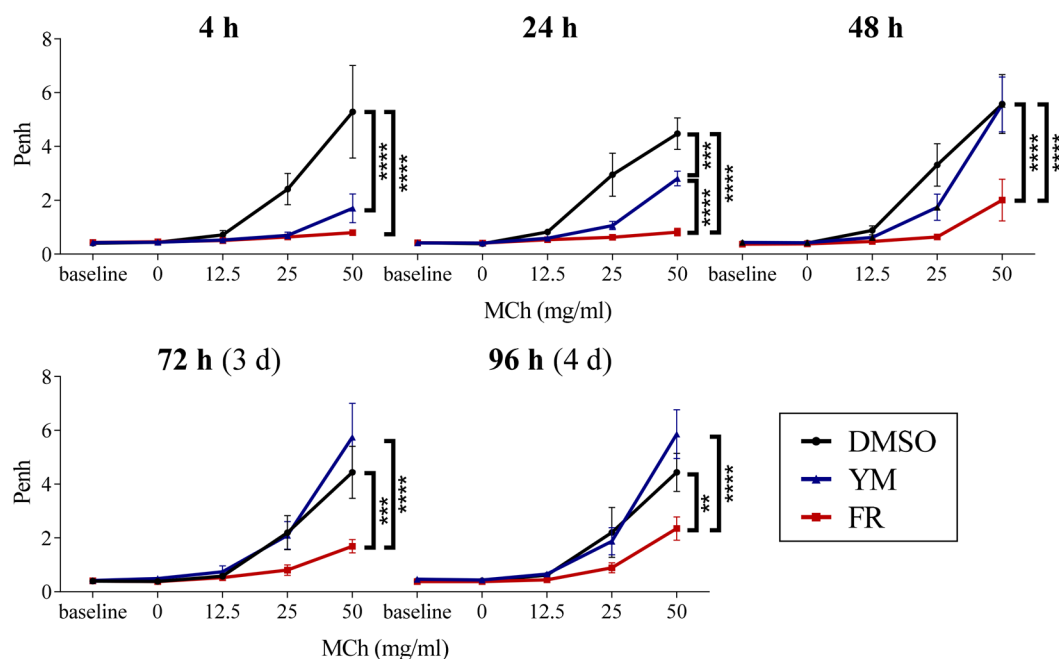 4 h
24 h
48 h
Penh
8
6
4
2
0
****
****
***
****
****
****
****
baseline 0 12.5 25 50
baseline 0 12.5 25 50
baseline 0 12.5 25 50
MCh (mg/ml)
72 h (3 d)
96 h (4 d)
Penh
8
6
4
2
0
***
****
**
****
baseline 0 12.5 25 50
baseline 0 12.5 25 50
MCh (mg/ml)
DMSO
YM
FR